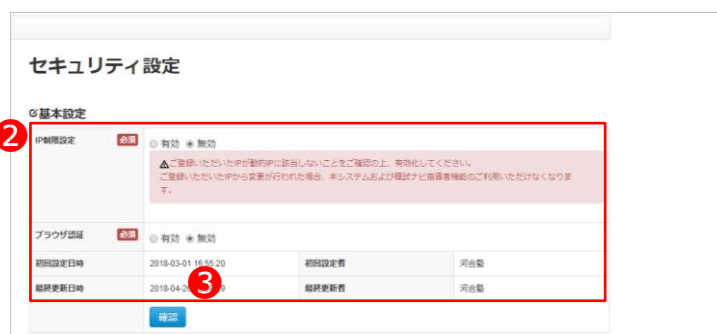 セキュリティ設定
基本設定
2
IP制限設定 必須 有効 無効
⚠ご登録いただいたIPが動的IPに該当しないことをご確認の上、有効化してください。
ご登録いただいたIPから変更が行われた場合、本システムおよび模試ナビ指導者機能のご利用いただけなくなりま
す。
ブラウザ認証 必須 有効 無効
初回設定日時 2018-03-01 16:55:20 初回設定者 河合塾
最終更新日時 3 最終更新者 河合塾
確認